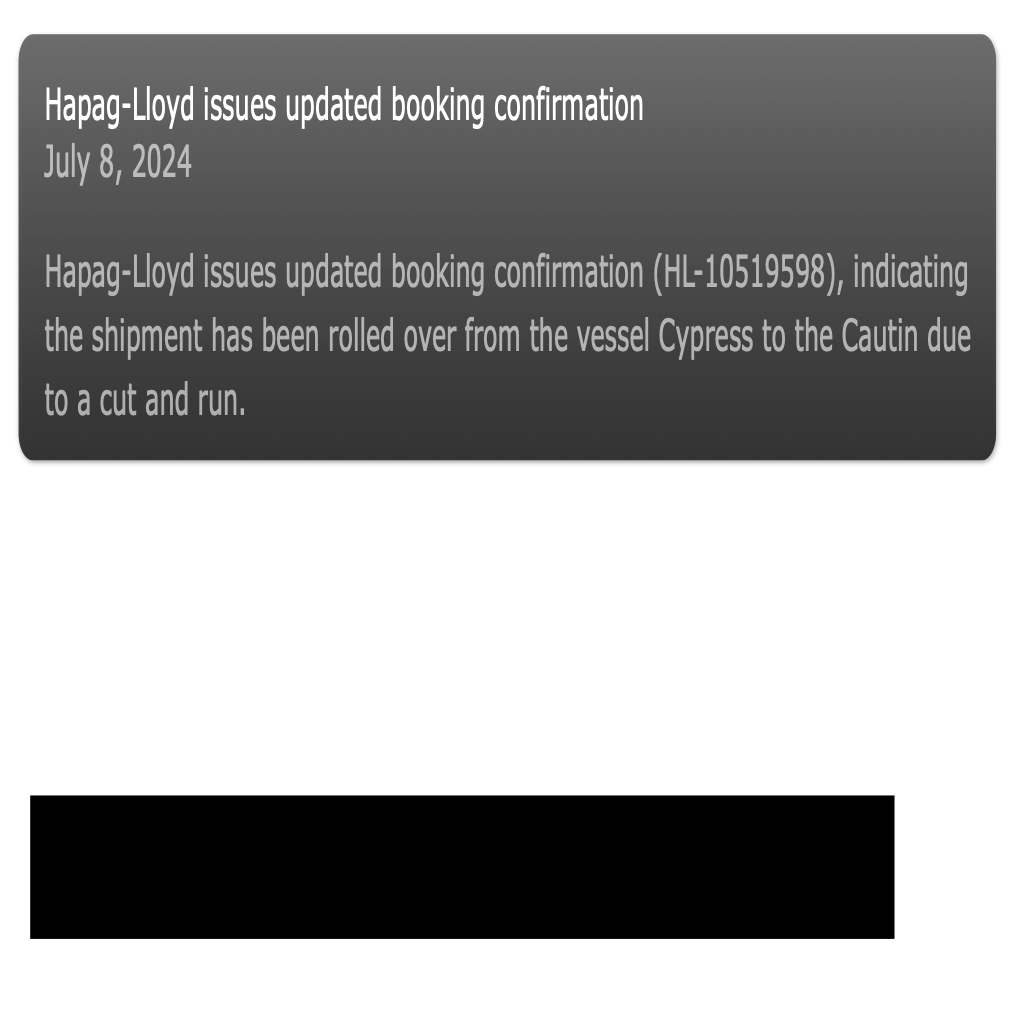 Hapag-Lloyd issues updated booking confirmation
July 8, 2024
Hapag-Lloyd issues updated booking confirmation (HL-10519598), indicating
the shipment has been rolled over from the vessel Cypress to the Cautin due
to a cut and run.